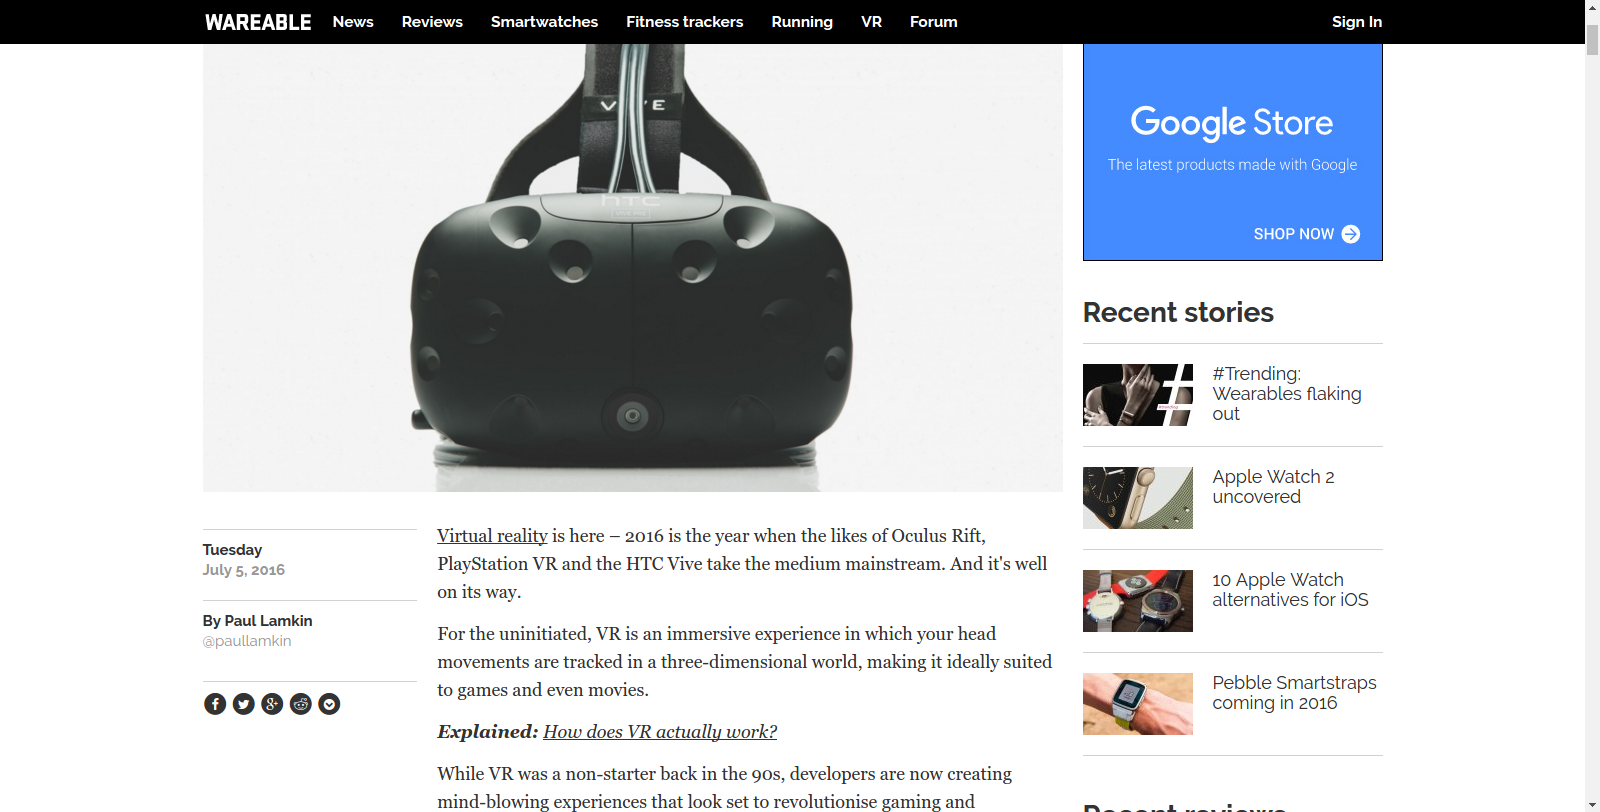 WAREABLE News Reviews Smartwatches Fitness trackers Running VR Forum Sign In
VIVE
hTC
Google Store
The latest products made with Google
SHOP NOW
Tuesday
July 5, 2016
By Paul Lamkin
@paullamkin
Virtual reality is here – 2016 is the year when the likes of Oculus Rift,
PlayStation VR and the HTC Vive take the medium mainstream. And it's well
on its way.
For the uninitiated, VR is an immersive experience in which your head
movements are tracked in a three-dimensional world, making it ideally suited
to games and even movies.
Explained: How does VR actually work?
While VR was a non-starter back in the 90s, developers are now creating
mind-blowing experiences that look set to revolutionise gaming and
Recent stories
#Trending:
Wearables flaking
out
Apple Watch 2
uncovered
10 Apple Watch
alternatives for iOS
Pebble Smartstraps
coming in 2016
Recent reviews